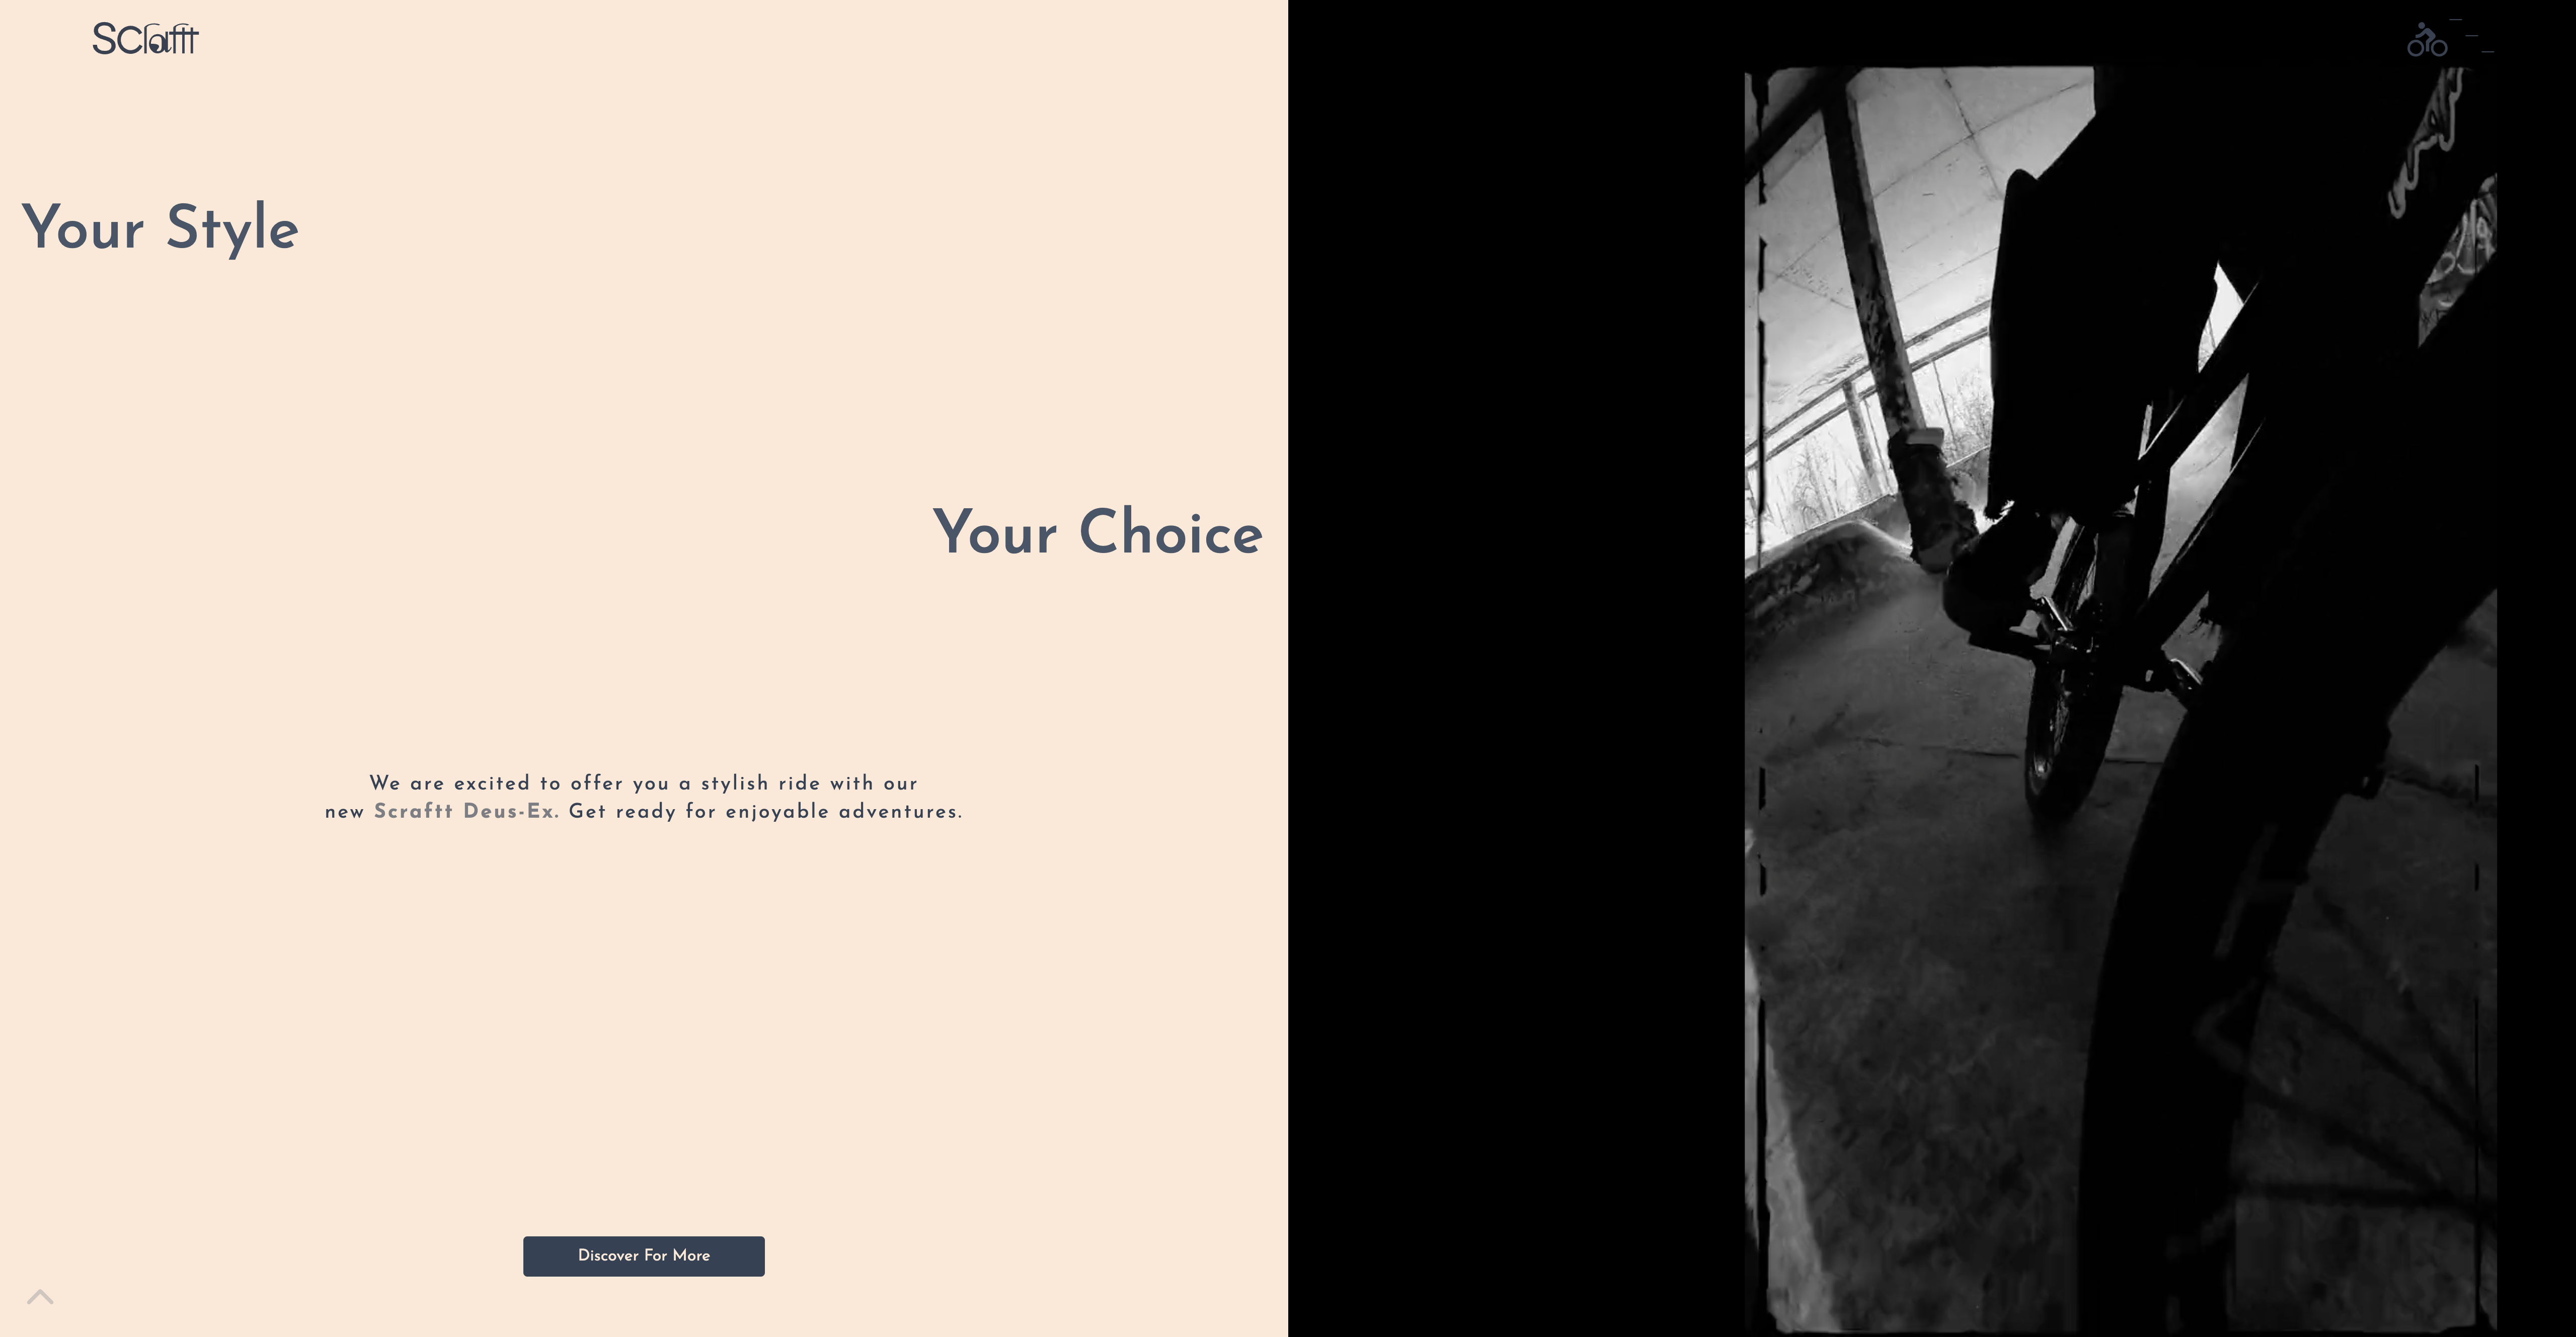 Scraftt
Your Style
Your Choice
We are excited to offer you a stylish ride with our
new Scraftt Deus-Ex. Get ready for enjoyable adventures.
Discover For More